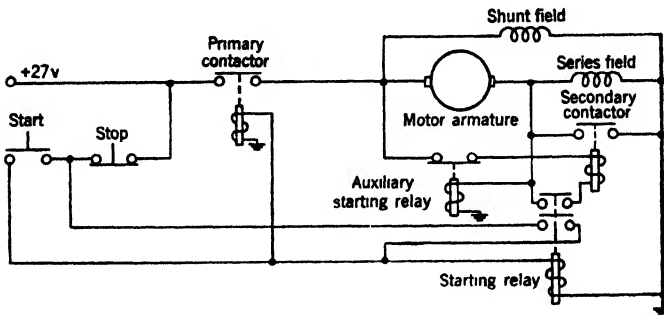 Shunt field
Primary
contactor
+27v
Series field
Secondary
contactor
Motor armature
Start
Stop
Auxiliary
starting relay
Starting relay